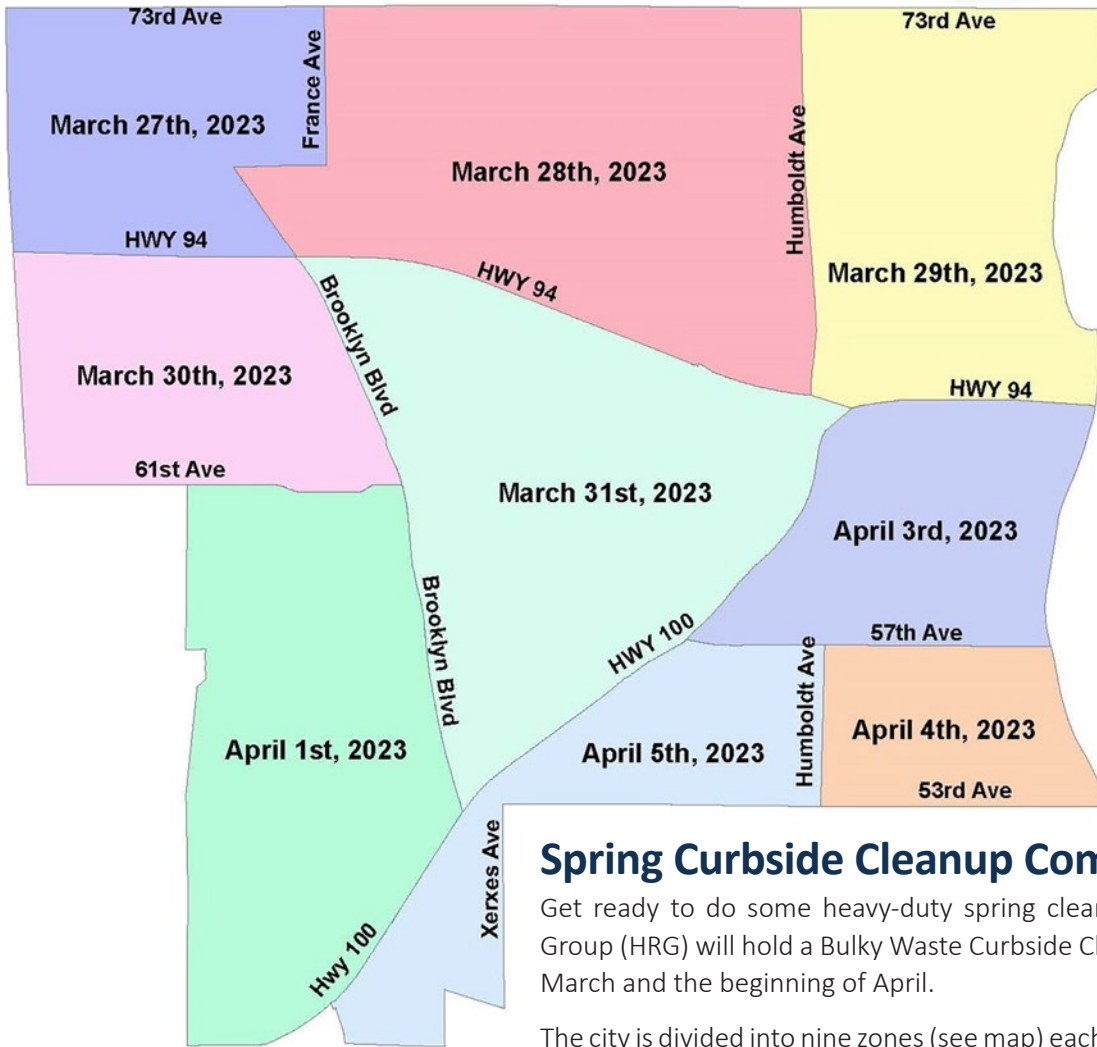 73rd Ave
73rd Ave
France Ave
March 27th, 2023
March 28th, 2023
Humboldt Ave
HWY 94
HWY 94
March 29th, 2023
Brooklyn Blvd
March 30th, 2023
HWY 94
61st Ave
March 31st, 2023
April 3rd, 2023
Brooklyn Blvd
HWY 100
57th Ave
Humboldt Ave
April 1st, 2023
April 5th, 2023
April 4th, 2023
53rd Ave
Xerxes Ave
Hwy 100
Spring Curbside Cleanup
Get ready to do some heavy-duty spring
Group (HRG) will hold a Bulky Waste Curbside
March and the beginning of April.
The city is divided into nine zones (see map) each